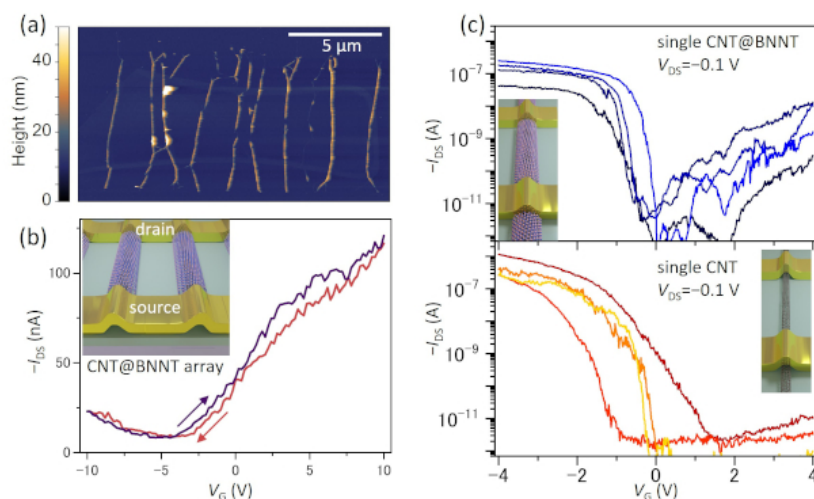 (a)
5 μm
Height (nm)
40
20
0
(b)
drain
source
CNT@BNNT array
−I_DS (nA)
100
50
0
−10
−5
0
5
10
V_G (V)
(c)
single CNT@BNNT
V_DS=−0.1 V
−I_DS (A)
10⁻⁷
10⁻⁹
10⁻¹¹
single CNT
V_DS=−0.1 V
−I_DS (A)
10⁻⁷
10⁻⁹
10⁻¹¹
−4
−2
0
2
4
V_G (V)